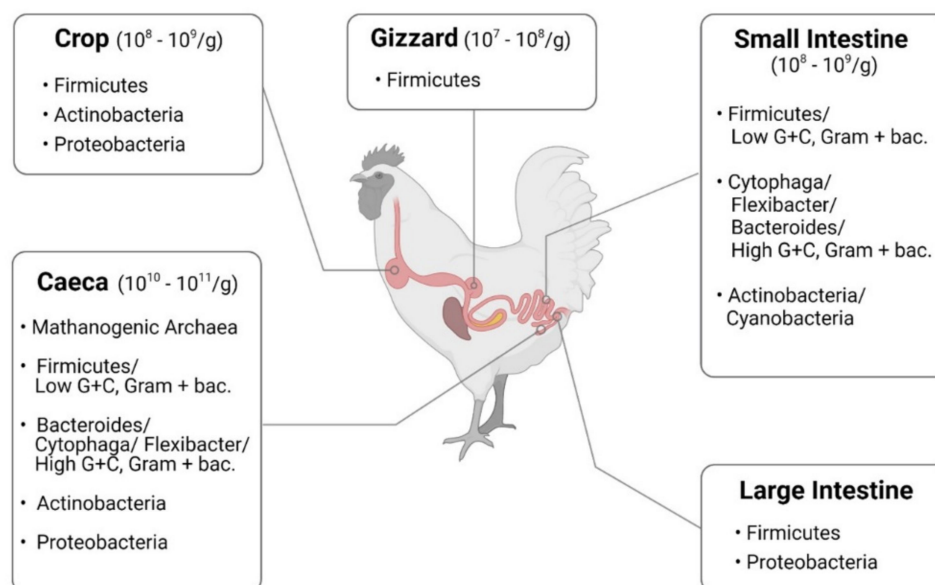 Crop (10⁸ - 10⁹/g)
• Firmicutes
• Actinobacteria
• Proteobacteria
Gizzard (10⁷ - 10⁸/g)
• Firmicutes
Small Intestine
(10⁸ - 10⁹/g)
• Firmicutes/
Low G+C, Gram + bac.
• Cytophaga/
Flexibacter/
Bacteroides/
High G+C, Gram + bac.
• Actinobacteria/
Cyanobacteria
Caeca (10¹⁰ - 10¹¹/g)
• Mathanogenic Archaea
• Firmicutes/
Low G+C, Gram + bac.
• Bacteroides/
Cytophaga/ Flexibacter/
High G+C, Gram + bac.
• Actinobacteria
• Proteobacteria
Large Intestine
• Firmicutes
• Proteobacteria